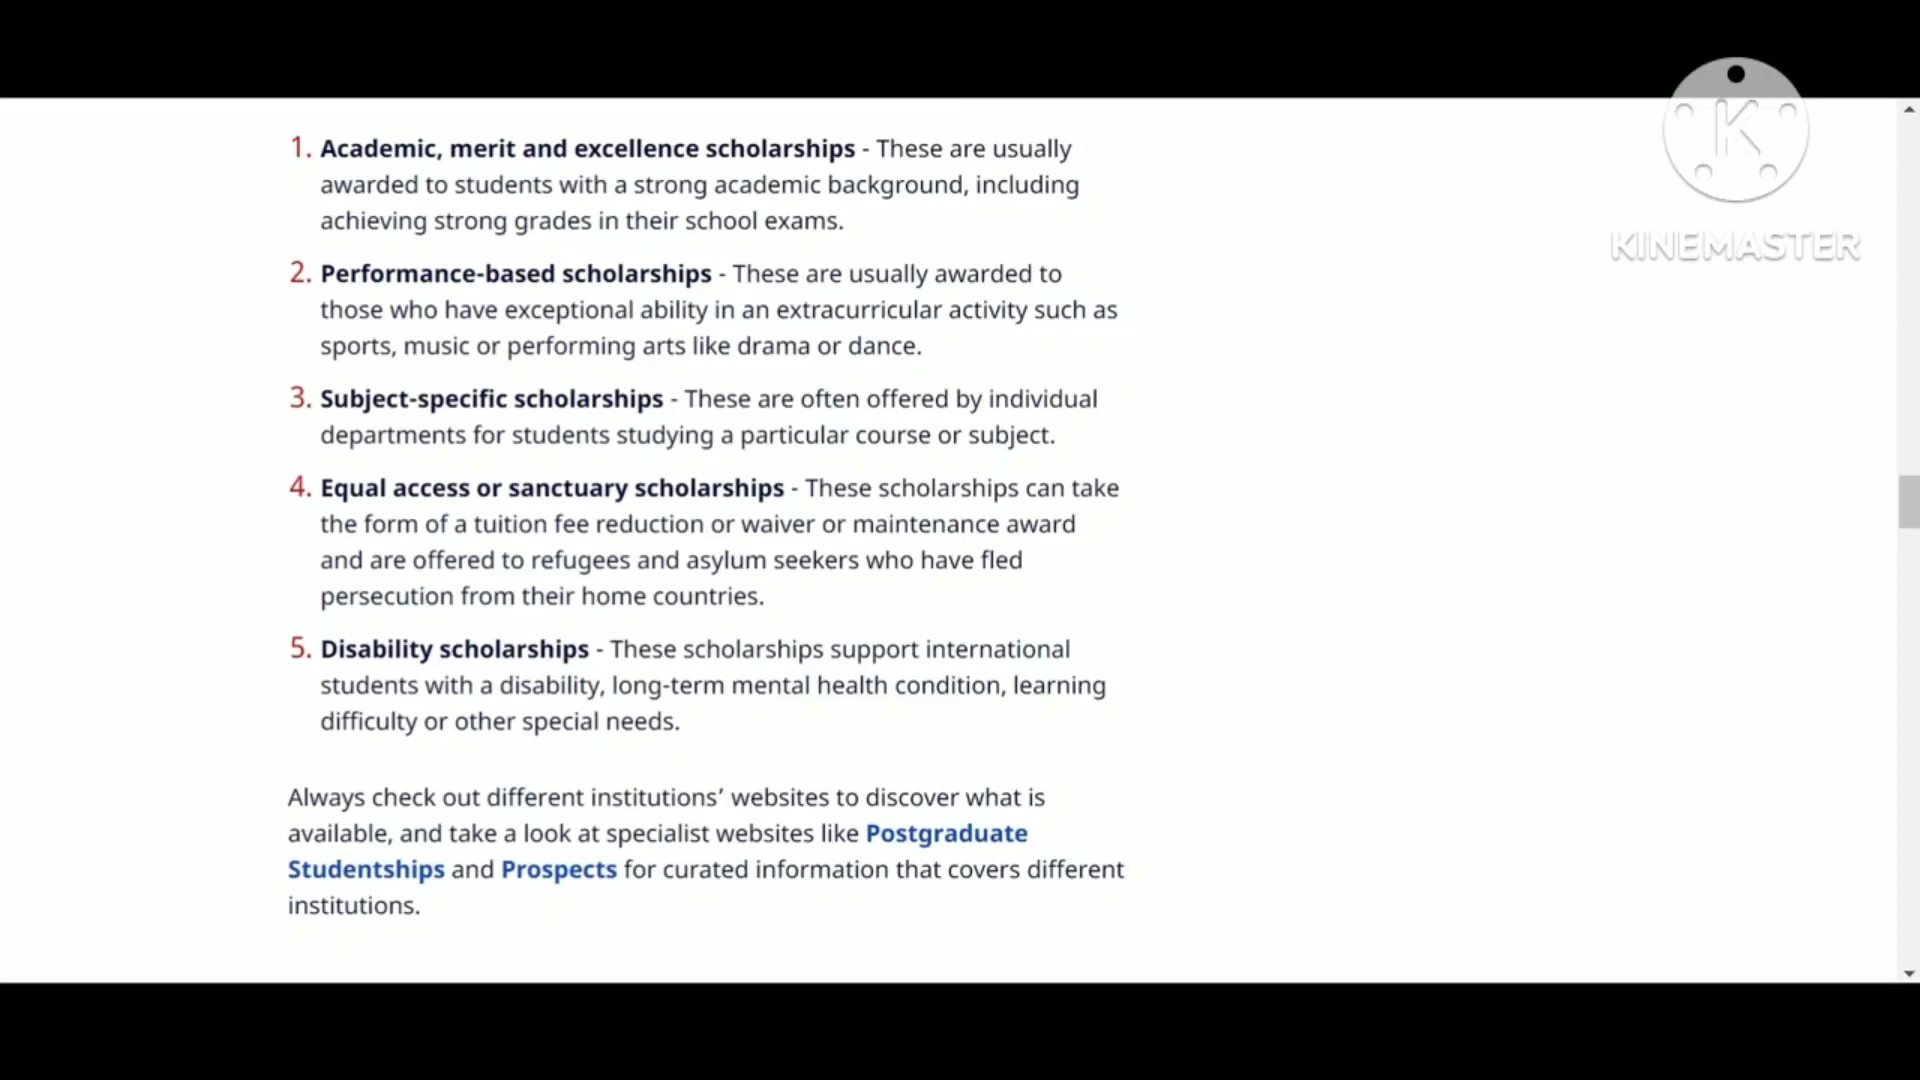 1. Academic, merit and excellence scholarships - These are usually
awarded to students with a strong academic background, including
achieving strong grades in their school exams.
2. Performance-based scholarships - These are usually awarded to
those who have exceptional ability in an extracurricular activity such as
sports, music or performing arts like drama or dance.
3. Subject-specific scholarships - These are often offered by individual
departments for students studying a particular course or subject.
4. Equal access or sanctuary scholarships - These scholarships can take
the form of a tuition fee reduction or waiver or maintenance award
and are offered to refugees and asylum seekers who have fled
persecution from their home countries.
5. Disability scholarships - These scholarships support international
students with a disability, long-term mental health condition, learning
difficulty or other special needs.
Always check out different institutions’ websites to discover what is
available, and take a look at specialist websites like Postgraduate
Studentships and Prospects for curated information that covers different
institutions.
K
KINEMASTER